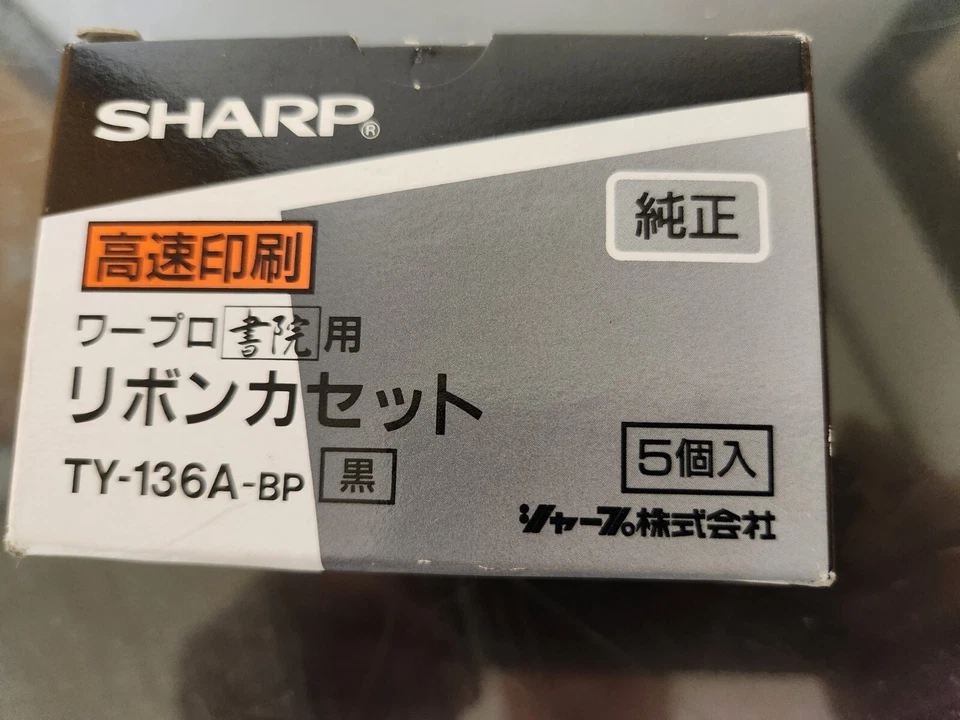 SHARP®
純正
高速印刷
ワープロ書院用
リボンカセット
TY-136A-BP 黒
5個入
シャープ株式会社